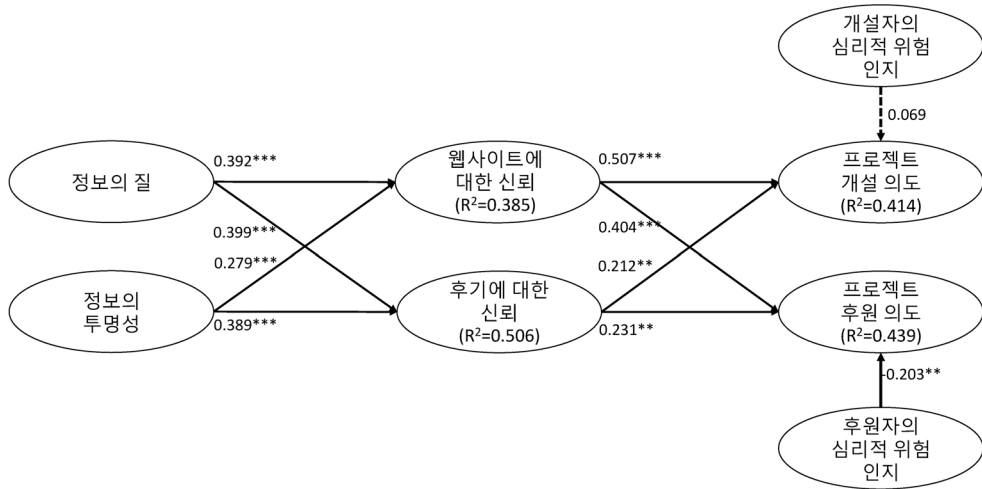 개설자의
심리적 위험
인지
0.069
0.392***
정보의 질
0.399***
0.279***
정보의
투명성
0.389***
웹사이트에
대한 신뢰
(R²=0.385)
후기에 대한
신뢰
(R²=0.506)
0.507***
0.404***
0.212**
0.231**
프로젝트
개설 의도
(R²=0.414)
프로젝트
후원 의도
(R²=0.439)
-0.203**
후원자의
심리적 위험
인지